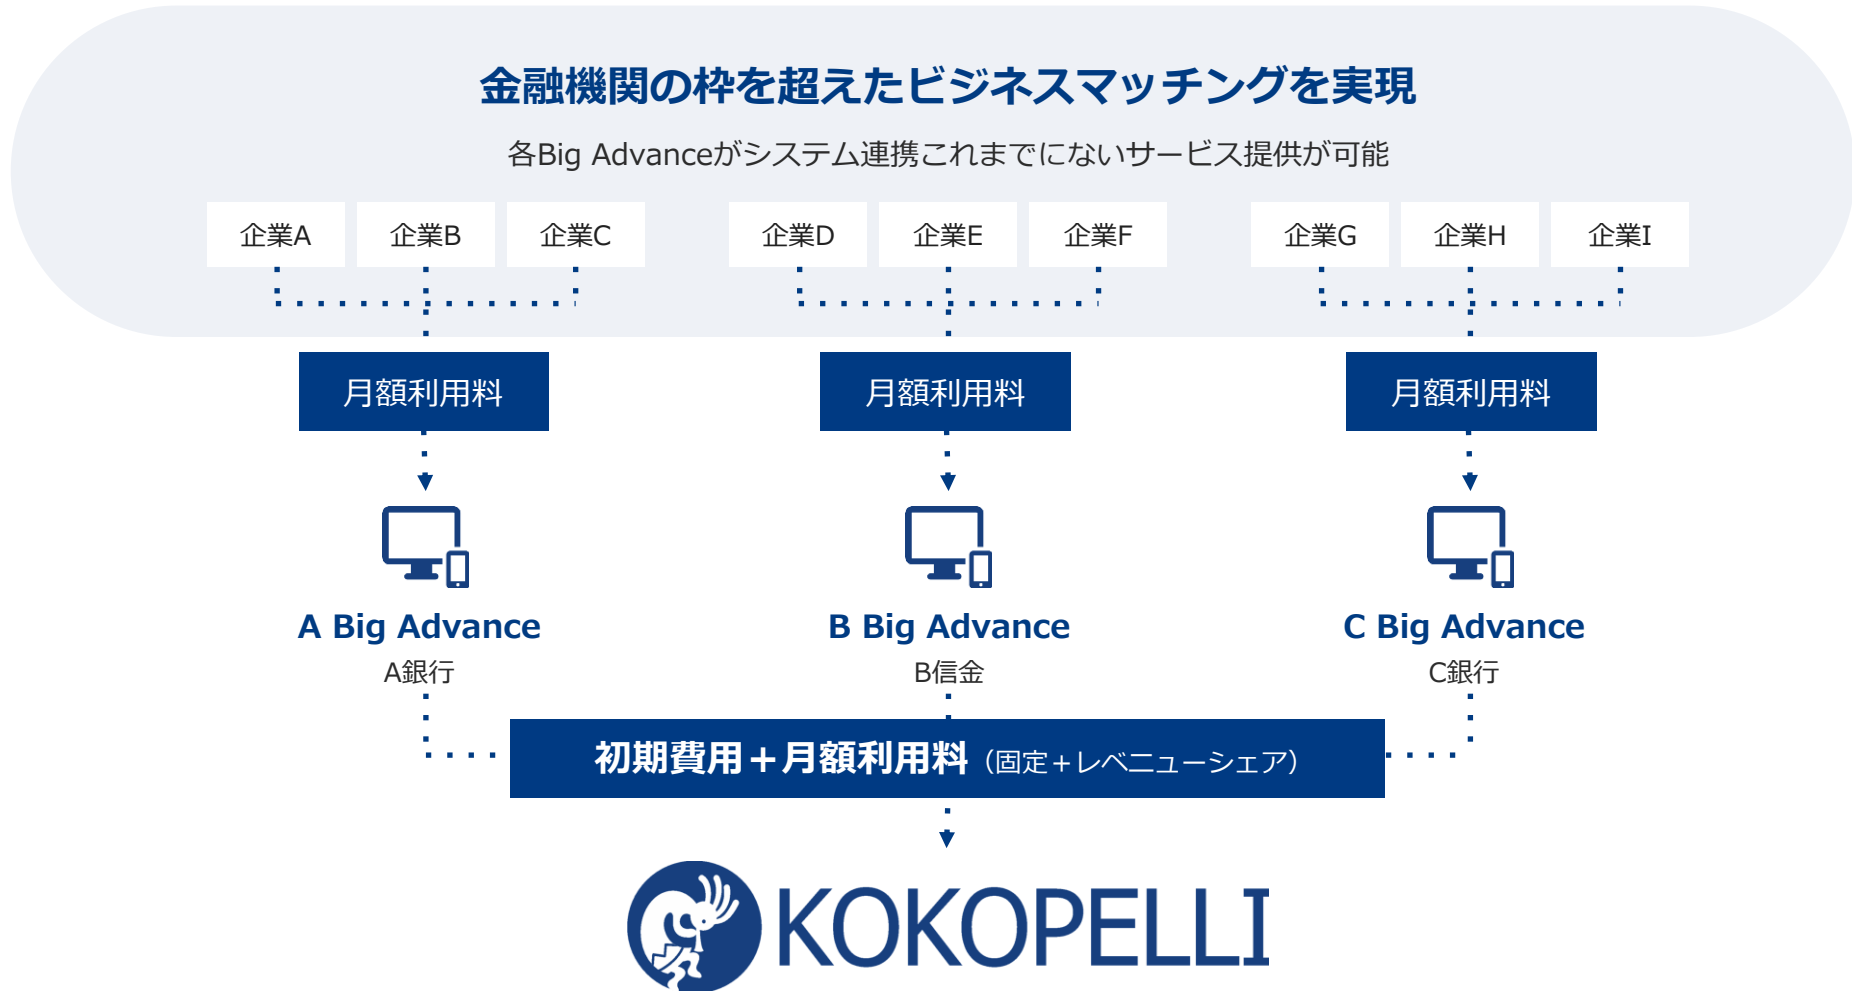 金融機関の枠を超えたビジネスマッチングを実現
各Big Advanceがシステム連携これまでにないサービス提供が可能
企業A 企業B 企業C 企業D 企業E 企業F 企業G 企業H 企業I
月額利用料 月額利用料 月額利用料
A Big Advance B Big Advance C Big Advance
A銀行 B信金 C銀行
初期費用＋月額利用料（固定＋レベニューシェア）
KOKOPELLI